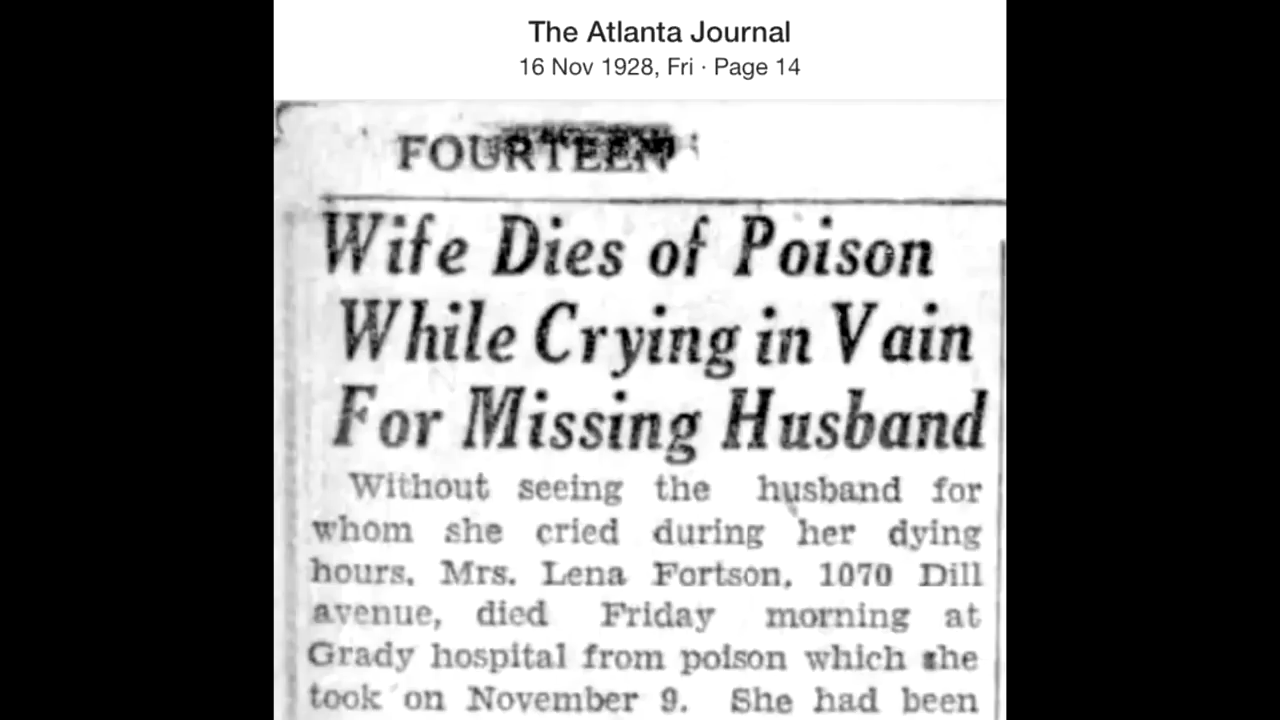 The Atlanta Journal
16 Nov 1928, Fri · Page 14
FOURTEEN
Wife Dies of Poison
While Crying in Vain
For Missing Husband
Without seeing the husband for
whom she cried during her dying
hours, Mrs. Lena Fortson, 1070 Dill
avenue, died Friday morning at
Grady hospital from poison which she
took on November 9. She had been